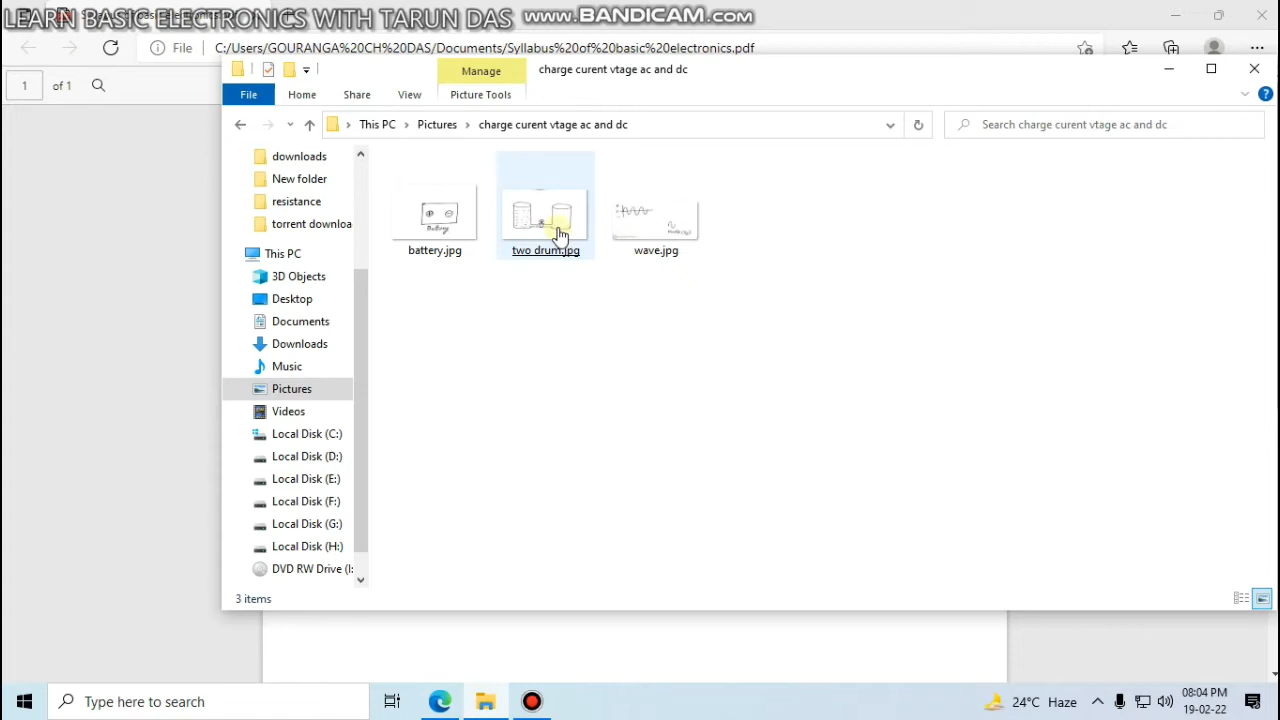 LEARN BASIC ELECTRONICS WITH TARUN DAS
www.BANDICAM.com
File
C:/Users/GOURANGA%20CH%20DAS/Documents/Syllabus%20of%20basic%20electronics.pdf
1 of 1
Manage
charge curent vtage ac and dc
File
Home
Share
View
Picture Tools
This PC
Pictures
charge curent vtage ac and dc
Search charge curent vtage ac and dc
downloads
New folder
resistance
torrent downloa
This PC
3D Objects
Desktop
Documents
Downloads
Music
Pictures
Videos
Local Disk (C:)
Local Disk (D:)
Local Disk (E:)
Local Disk (F:)
Local Disk (G:)
Local Disk (H:)
DVD RW Drive (I:
Battery
battery.jpg
two drum.jpg
wave.jpg
3 items
Type here to search
24°C Haze
08:04 PM
19-02-22